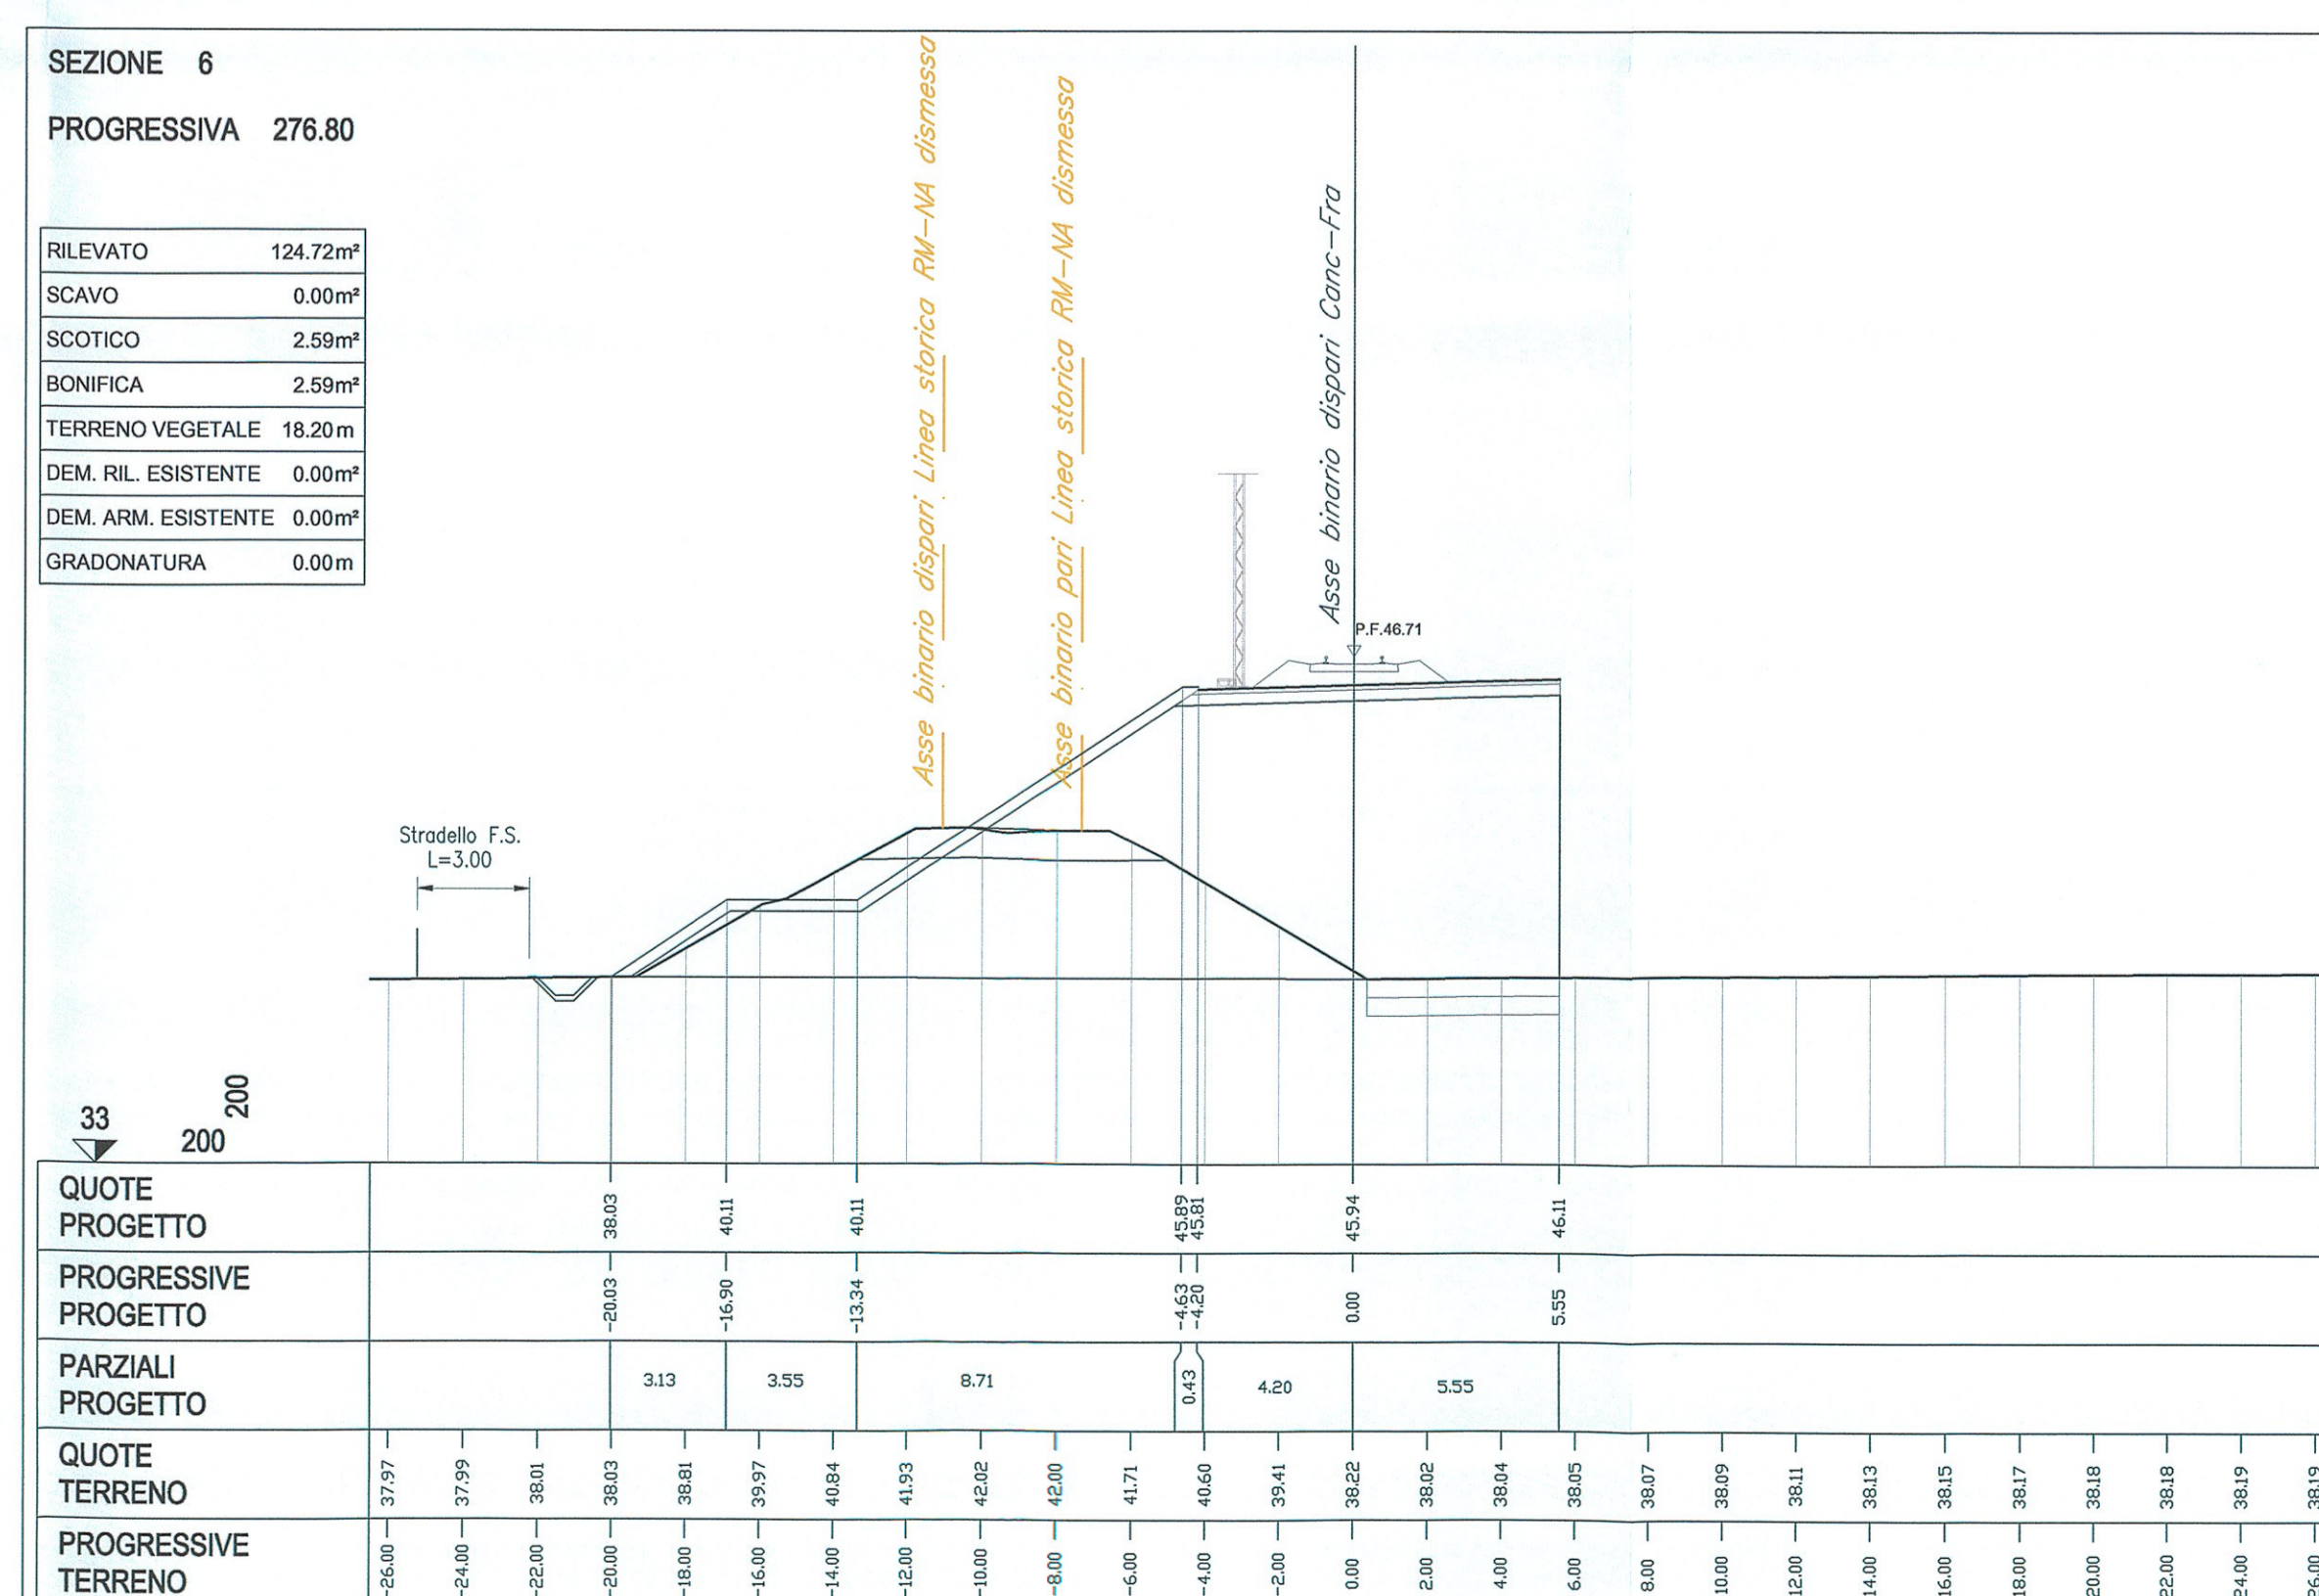 SEZIONE 6
PROGRESSIVA 276.80
RILEVATO 124.72m²
SCAVO 0.00m²
SCOTICO 2.59m²
BONIFICA 2.59m²
TERRENO VEGETALE 18.20m
DEM. RIL. ESISTENTE 0.00m²
DEM. ARM. ESISTENTE 0.00m²
GRADONATURA 0.00m
Asse binario dispari Linea storica RM-NA dismessa
Asse binario pari Linea storica RM-NA dismessa
Asse binario dispari Canc-Fra
P.F.46.71
Stradello F.S.
L=3.00
33
200
200
QUOTE
PROGETTO
38.03 40.11 40.11 45.89 45.81 45.94 46.11
PROGRESSIVE
PROGETTO
-20.03 -16.90 -13.34 -4.63 -4.20 0.00 5.55
PARZIALI
PROGETTO
3.13 3.55 8.71 0.43 4.20 5.55
QUOTE
TERRENO
37.97 37.99 38.01 38.03 38.81 39.97 40.84 41.93 42.02 42.00 41.71 40.60 39.41 38.22 38.02 38.04 38.05 38.07 38.09 38.11 38.13 38.15 38.17 38.18 38.18 38.19 38.19
PROGRESSIVE
TERRENO
-26.00 -24.00 -22.00 -20.00 -18.00 -16.00 -14.00 -12.00 -10.00 -8.00 -6.00 -4.00 -2.00 0.00 2.00 4.00 6.00 8.00 10.00 12.00 14.00 16.00 18.00 20.00 22.00 24.00 26.00